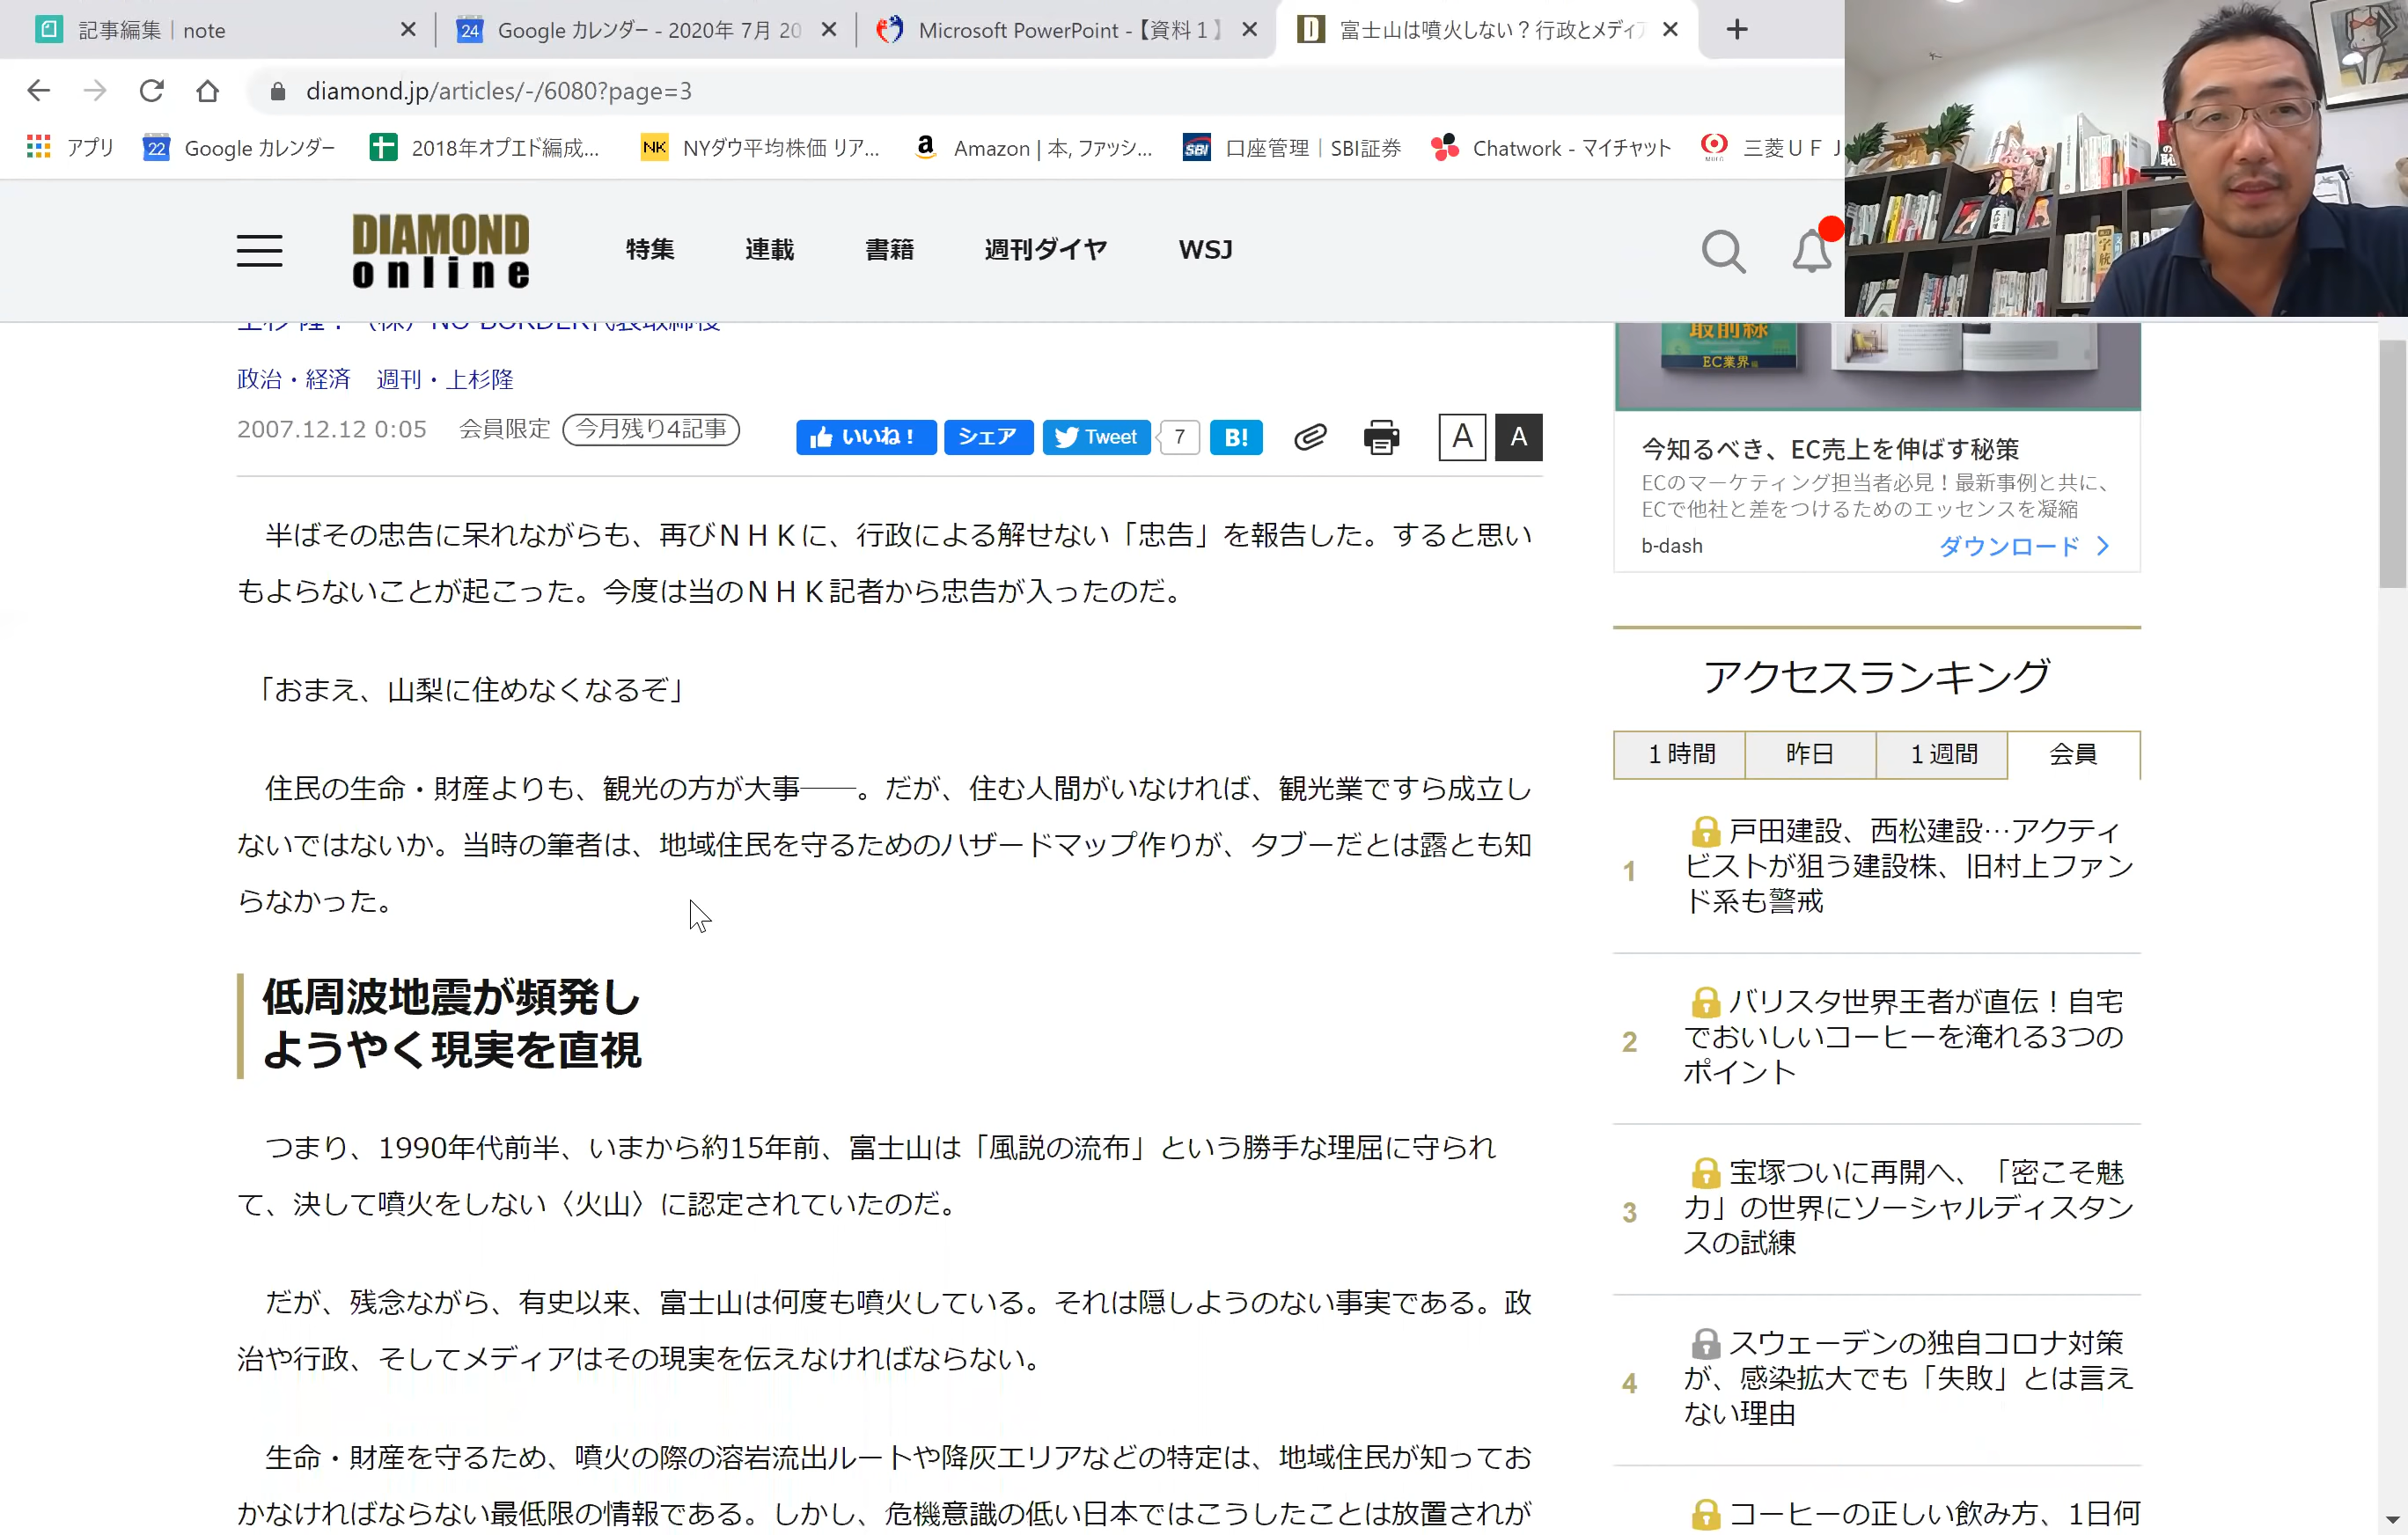 記事編集｜note
Google カレンダー - 2020年 7月 20
Microsoft PowerPoint -【資料１】
富士山は噴火しない？行政とメディア
diamond.jp/articles/-/6080?page=3
アプリ
Google カレンダー
2018年オプエド編成...
NYダウ平均株価 リア...
Amazon | 本, ファッシ...
口座管理｜SBI証券
Chatwork - マイチャット
三菱ＵＦＪ
DIAMOND
online
特集
連載
書籍
週刊ダイヤ
WSJ
上杉 隆：（株）NO BORDER代表取締役
政治・経済 週刊・上杉隆
2007.12.12 0:05 会員限定 今月残り4記事
いいね！ シェア Tweet 7 B! A A
半ばその忠告に呆れながらも、再びＮＨＫに、行政による解せない「忠告」を報告した。すると思い
もよらないことが起こった。今度は当のＮＨＫ記者から忠告が入ったのだ。
「おまえ、山梨に住めなくなるぞ」
住民の生命・財産よりも、観光の方が大事――。だが、住む人間がいなければ、観光業ですら成立し
ないではないか。当時の筆者は、地域住民を守るためのハザードマップ作りが、タブーだとは露とも知
らなかった。
低周波地震が頻発し
ようやく現実を直視
つまり、1990年代前半、いまから約15年前、富士山は「風説の流布」という勝手な理屈に守られ
て、決して噴火をしない〈火山〉に認定されていたのだ。
だが、残念ながら、有史以来、富士山は何度も噴火している。それは隠しようのない事実である。政
治や行政、そしてメディアはその現実を伝えなければならない。
生命・財産を守るため、噴火の際の溶岩流出ルートや降灰エリアなどの特定は、地域住民が知ってお
かなければならない最低限の情報である。しかし、危機意識の低い日本ではこうしたことは放置されが
最前線
EC業界
今知るべき、EC売上を伸ばす秘策
ECのマーケティング担当者必見！最新事例と共に、
ECで他社と差をつけるためのエッセンスを凝縮
b-dash
ダウンロード
アクセスランキング
１時間 昨日 １週間 会員
1
戸田建設、西松建設…アクティ
ビストが狙う建設株、旧村上ファン
ド系も警戒
2
バリスタ世界王者が直伝！自宅
でおいしいコーヒーを淹れる3つの
ポイント
3
宝塚ついに再開へ、「密こそ魅
力」の世界にソーシャルディスタン
スの試練
4
スウェーデンの独自コロナ対策
が、感染拡大でも「失敗」とは言え
ない理由
コーヒーの正しい飲み方、1日何